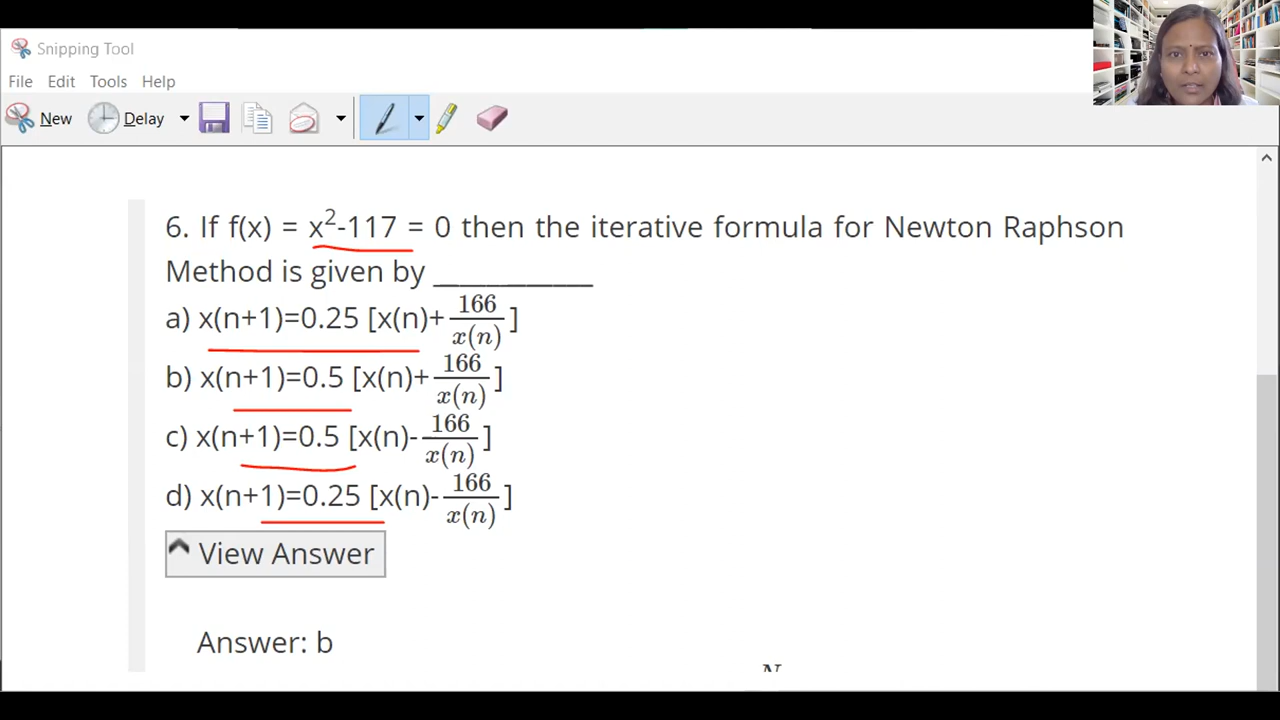 Snipping Tool
File Edit Tools Help
New Delay
6. If f(x) = x²-117 = 0 then the iterative formula for Newton Raphson
Method is given by __________
a) x(n+1)=0.25 [x(n)+166/x(n)]
b) x(n+1)=0.5 [x(n)+166/x(n)]
c) x(n+1)=0.5 [x(n)-166/x(n)]
d) x(n+1)=0.25 [x(n)-166/x(n)]
View Answer
Answer: b
N